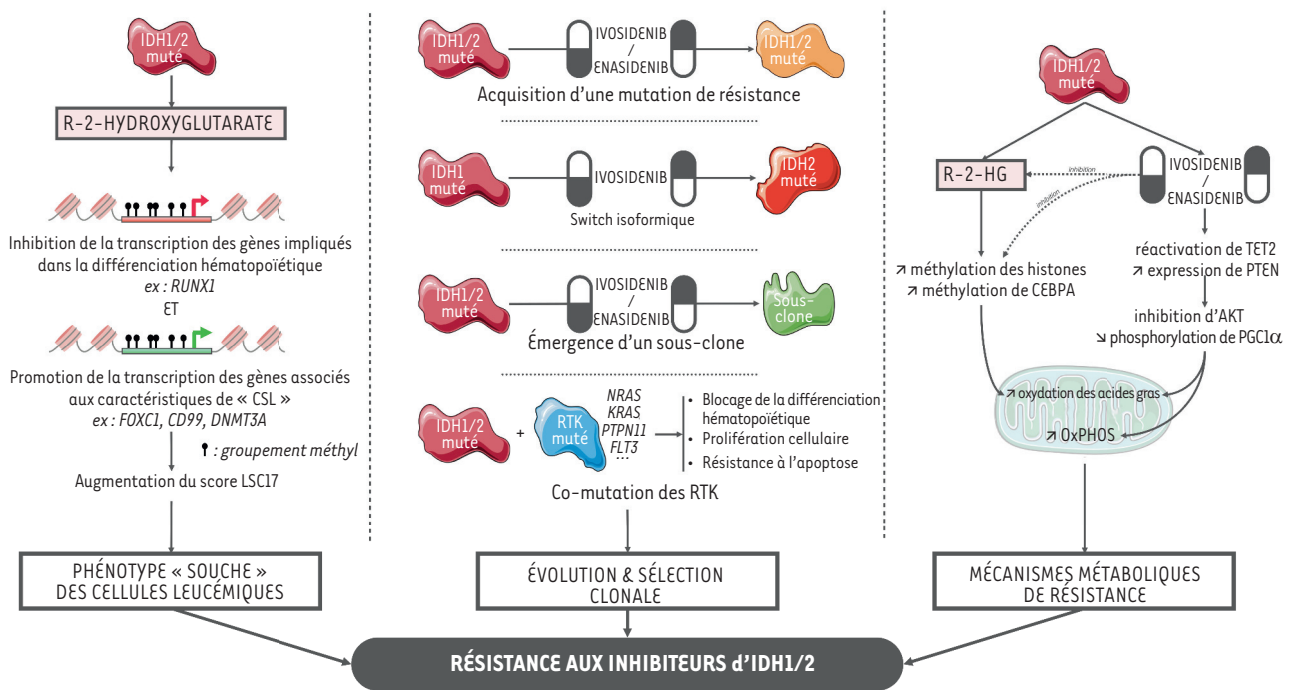 IDH1/2
muté
R-2-HYDROXYGLUTARATE
Inhibition de la transcription des gènes impliqués
dans la différenciation hématopoïétique
ex : RUNX1
ET
Promotion de la transcription des gènes associés
aux caractéristiques de « CSL »
ex : FOXC1, CD99, DNMT3A
: groupement méthyl
Augmentation du score LSC17
PHÉNOTYPE « SOUCHE »
DES CELLULES LEUCÉMIQUES
IDH1/2
muté
IVOSIDENIB
/
ENASIDENIB
IDH1/2
muté
Acquisition d’une mutation de résistance
IDH1
muté
IVOSIDENIB
IDH2
muté
Switch isoformique
IDH1/2
muté
IVOSIDENIB
/
ENASIDENIB
Sous-
clone
Émergence d’un sous-clone
IDH1/2
muté
+
RTK
muté
NRAS
KRAS
PTPN11
FLT3
...
• Blocage de la différenciation
hématopoïétique
• Prolifération cellulaire
• Résistance à l’apoptose
Co-mutation des RTK
ÉVOLUTION & SÉLECTION
CLONALE
IDH1/2
muté
R-2-HG
inhibition
inhibition
IVOSIDENIB
/
ENASIDENIB
↗ méthylation des histones
↗ méthylation de CEBPA
réactivation de TET2
↗ expression de PTEN
inhibition d’AKT
↘ phosphorylation de PGC1α
↗ oxydation des acides gras
↗ OxPHOS
MÉCANISMES MÉTABOLIQUES
DE RÉSISTANCE
RÉSISTANCE AUX INHIBITEURS d’IDH1/2